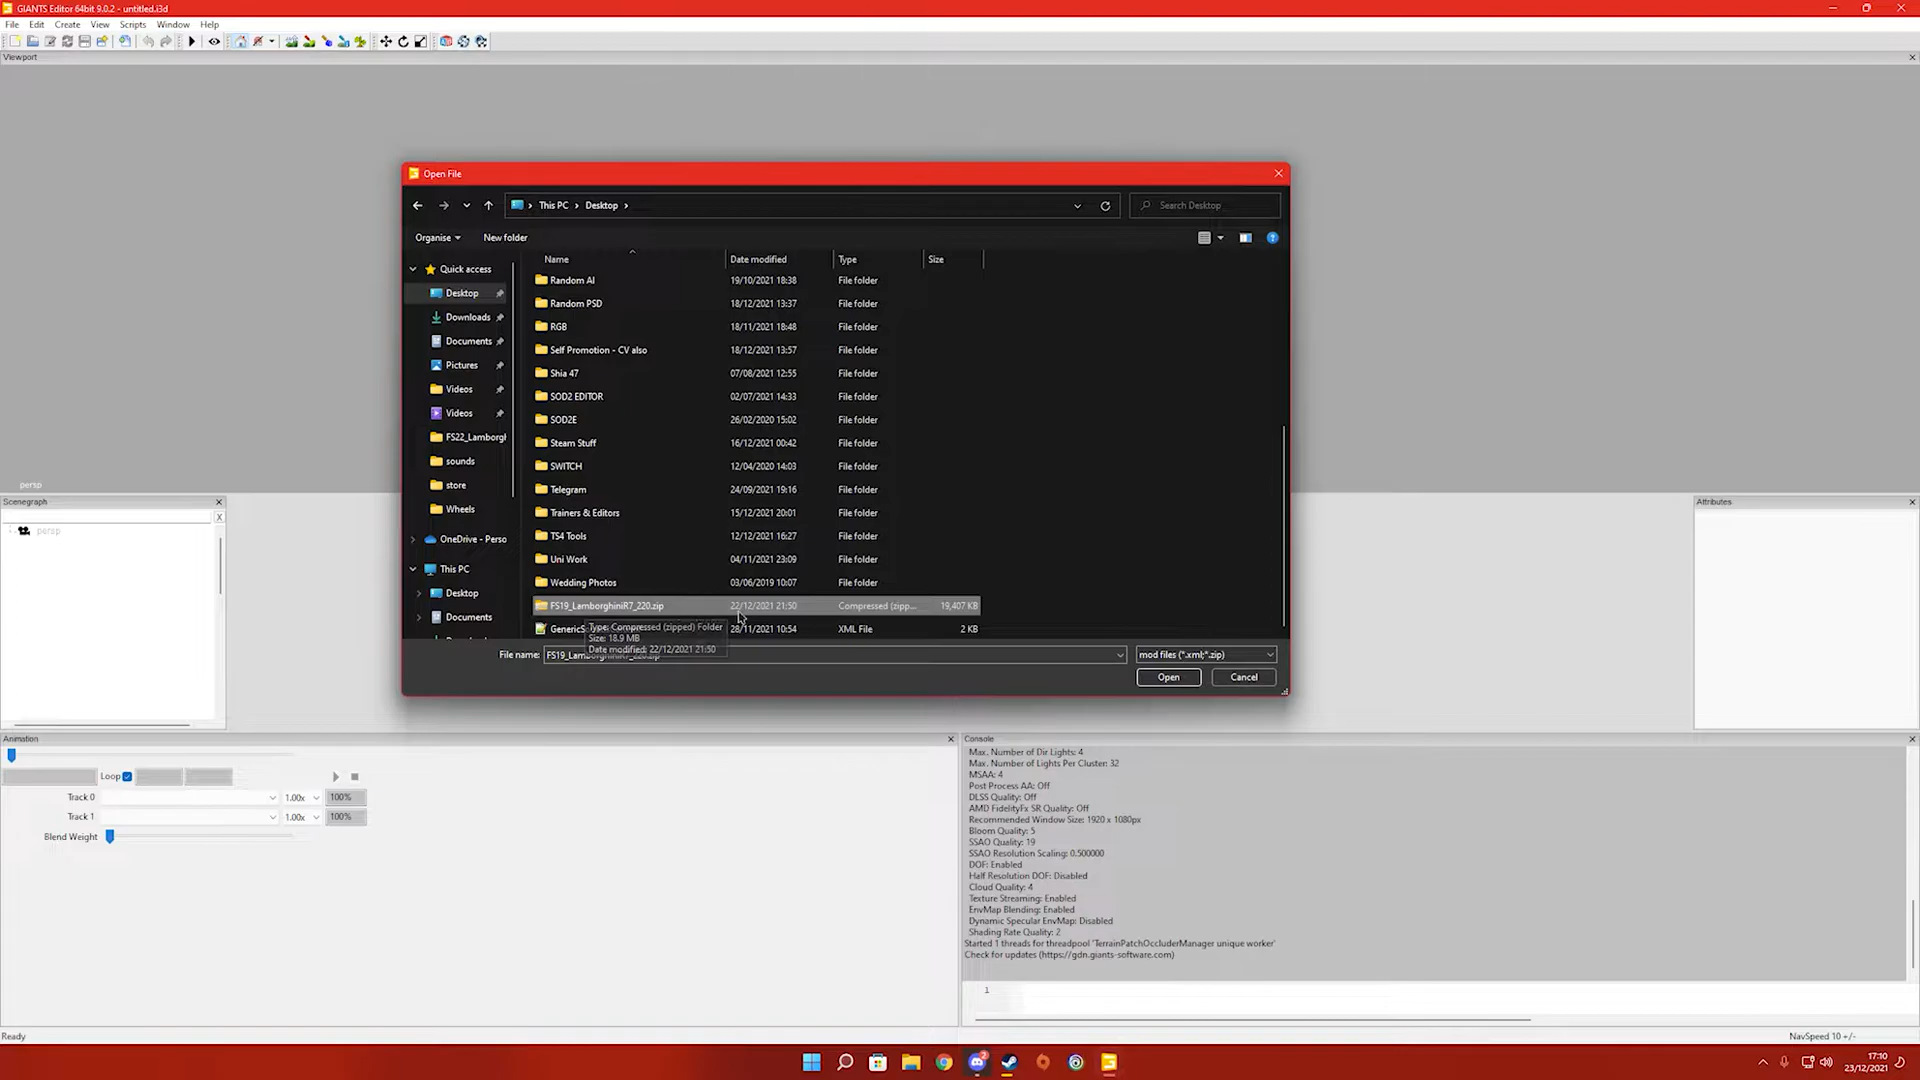 GIANTS Editor 64bit 9.0.2 - untitled.i3d
File Edit Create View Scripts Window Help
Viewport
persp
Open File
This PC > Desktop >
Search Desktop
Organise
New folder
Name Date modified Type Size
Quick access
Desktop
Downloads
Documents
Pictures
Videos
Videos
FS22_Lamborgh
sounds
store
Wheels
OneDrive - Perso
This PC
Desktop
Documents
Random AI 19/10/2021 18:38 File folder
Random PSD 18/12/2021 13:37 File folder
RGB 18/11/2021 18:48 File folder
Self Promotion - CV also 18/12/2021 13:57 File folder
Shia 47 07/08/2021 12:55 File folder
SOD2 EDITOR 02/07/2021 14:33 File folder
SOD2E 26/02/2020 15:02 File folder
Steam Stuff 16/12/2021 00:42 File folder
SWITCH 12/04/2020 14:03 File folder
Telegram 24/09/2021 19:16 File folder
Trainers & Editors 15/12/2021 20:01 File folder
TS4 Tools 12/12/2021 16:27 File folder
Uni Work 04/11/2021 23:09 File folder
Wedding Photos 03/06/2019 10:07 File folder
FS19_LamborghiniR7_220.zip 22/12/2021 21:50 Compressed (zipp... 19,407 KB
GenericS 28/11/2021 10:54 XML File 2 KB
Type: Compressed (zipped) Folder
Size: 18.9 MB
Date modified: 22/12/2021 21:50
File name: FS19_LamborghiniR7_220.zip
mod files (*.xml;*.zip)
Open Cancel
Scenegraph
X
persp
Attributes
Animation
Loop
Track 0 1.00x 100%
Track 1 1.00x 100%
Blend Weight
Console
Max. Number of Dir Lights: 4
Max. Number of Lights Per Cluster: 32
MSAA: 4
Post Process AA: Off
DLSS Quality: Off
AMD FidelityFx SR Quality: Off
Recommended Window Size: 1920 x 1080px
Bloom Quality: 5
SSAO Quality: 19
SSAO Resolution Scaling: 0.500000
DOF: Enabled
Half Resolution DOF: Disabled
Cloud Quality: 4
Texture Streaming: Enabled
EnvMap Blending: Enabled
Dynamic Specular EnvMap: Disabled
Shading Rate Quality: 2
Started 1 threads for threadpool 'TerrainPatchOccluderManager unique worker'
Check for updates (https://gdn.giants-software.com)
1
Ready
NavSpeed 10 +/-
2
17:10
23/12/2021